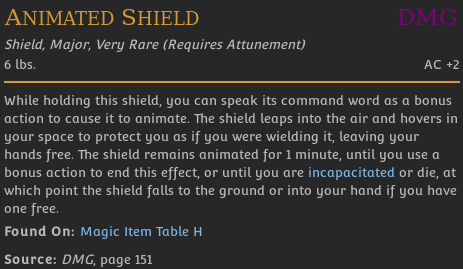 Animated Shield DMG
Shield, Major, Very Rare (Requires Attunement)
6 lbs. AC +2
While holding this shield, you can speak its command word as a bonus
action to cause it to animate. The shield leaps into the air and hovers in
your space to protect you as if you were wielding it, leaving your
hands free. The shield remains animated for 1 minute, until you use a
bonus action to end this effect, or until you are incapacitated or die, at
which point the shield falls to the ground or into your hand if you have
one free.
Found On: Magic Item Table H
Source: DMG, page 151